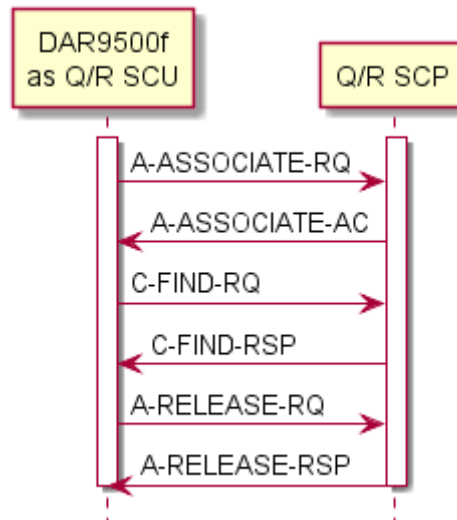 DAR9500f
as Q/R SCU
Q/R SCP
A-ASSOCIATE-RQ
A-ASSOCIATE-AC
C-FIND-RQ
C-FIND-RSP
A-RELEASE-RQ
A-RELEASE-RSP